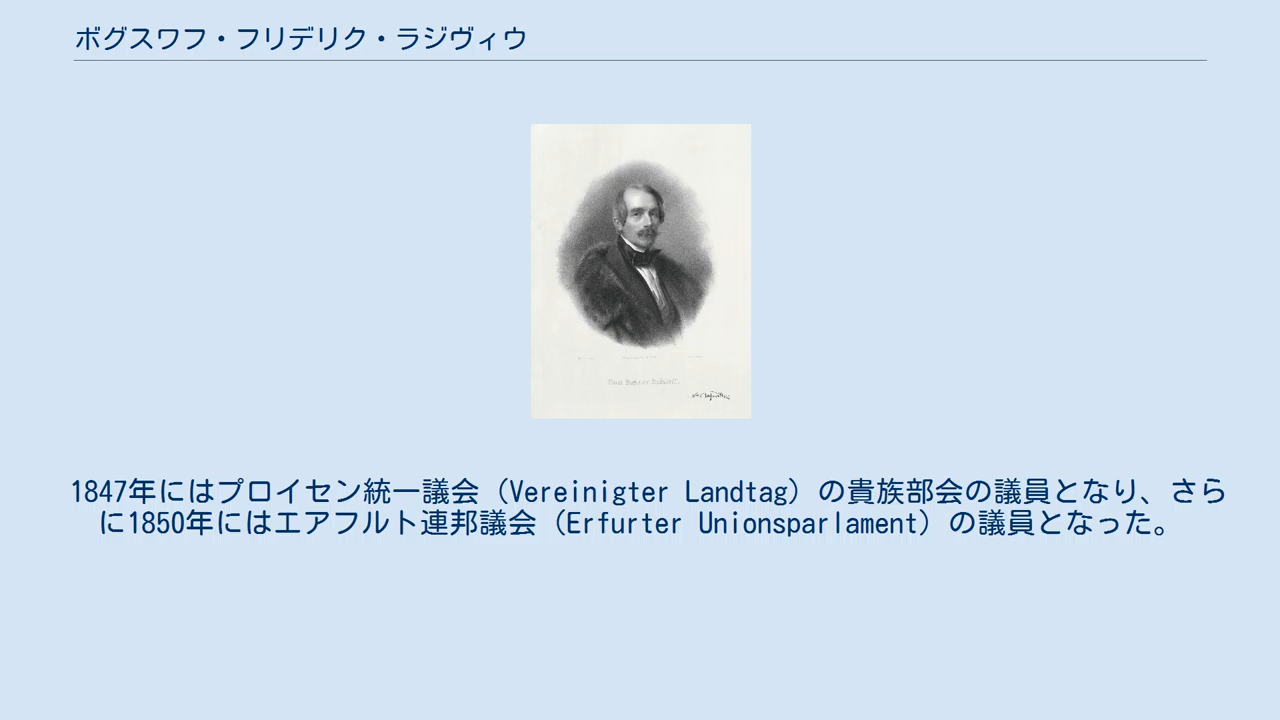 ボグスワフ・フリデリク・ラジヴィウ
1847年にはプロイセン統一議会（Vereinigter Landtag）の貴族部会の議員となり、さら
に1850年にはエアフルト連邦議会（Erfurter Unionsparlament）の議員となった。